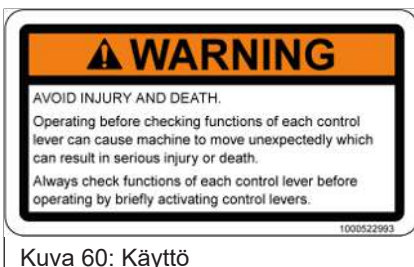 WARNING
AVOID INJURY AND DEATH.
Operating before checking functions of each control
lever can cause machine to move unexpectedly which
can result in serious injury or death.
Always check functions of each control lever before
operating by briefly activating control levers.
1000522993
Kuva 60: Käyttö